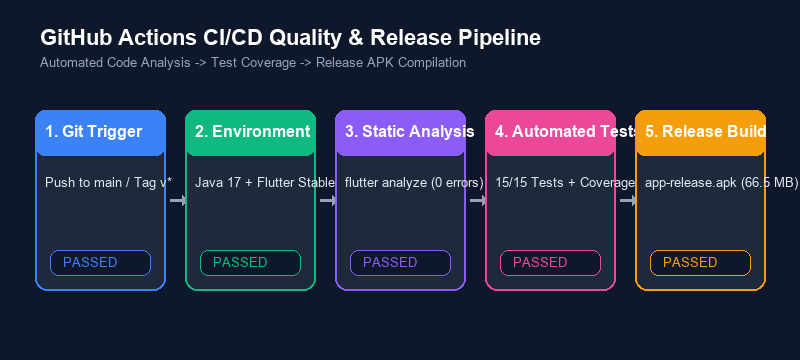 GitHub Actions CI/CD Quality & Release Pipeline
Automated Code Analysis -> Test Coverage -> Release APK Compilation
1. Git Trigger
Push to main / Tag v*
PASSED
2. Environment
Java 17 + Flutter Stable
PASSED
3. Static Analysis
flutter analyze (0 errors)
PASSED
4. Automated Tests
15/15 Tests + Coverage
PASSED
5. Release Build
app-release.apk (66.5 MB)
PASSED